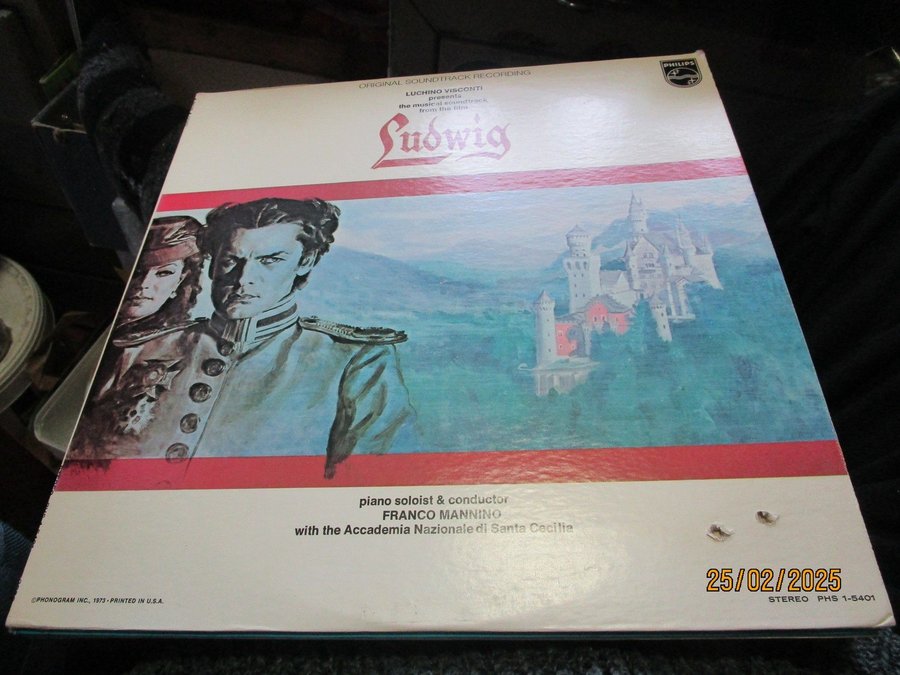 ORIGINAL SOUNDTRACK RECORDING
PHILIPS
LUCHINO VISCONTI
presents
the musical soundtrack
from the film
Ludwig
piano soloist & conductor
FRANCO MANNINO
with the Accademia Nazionale di Santa Cecilia
25/02/2025
©PHONOGRAM INC., 1973 • PRINTED IN U.S.A.
STEREO PHS 1-5401